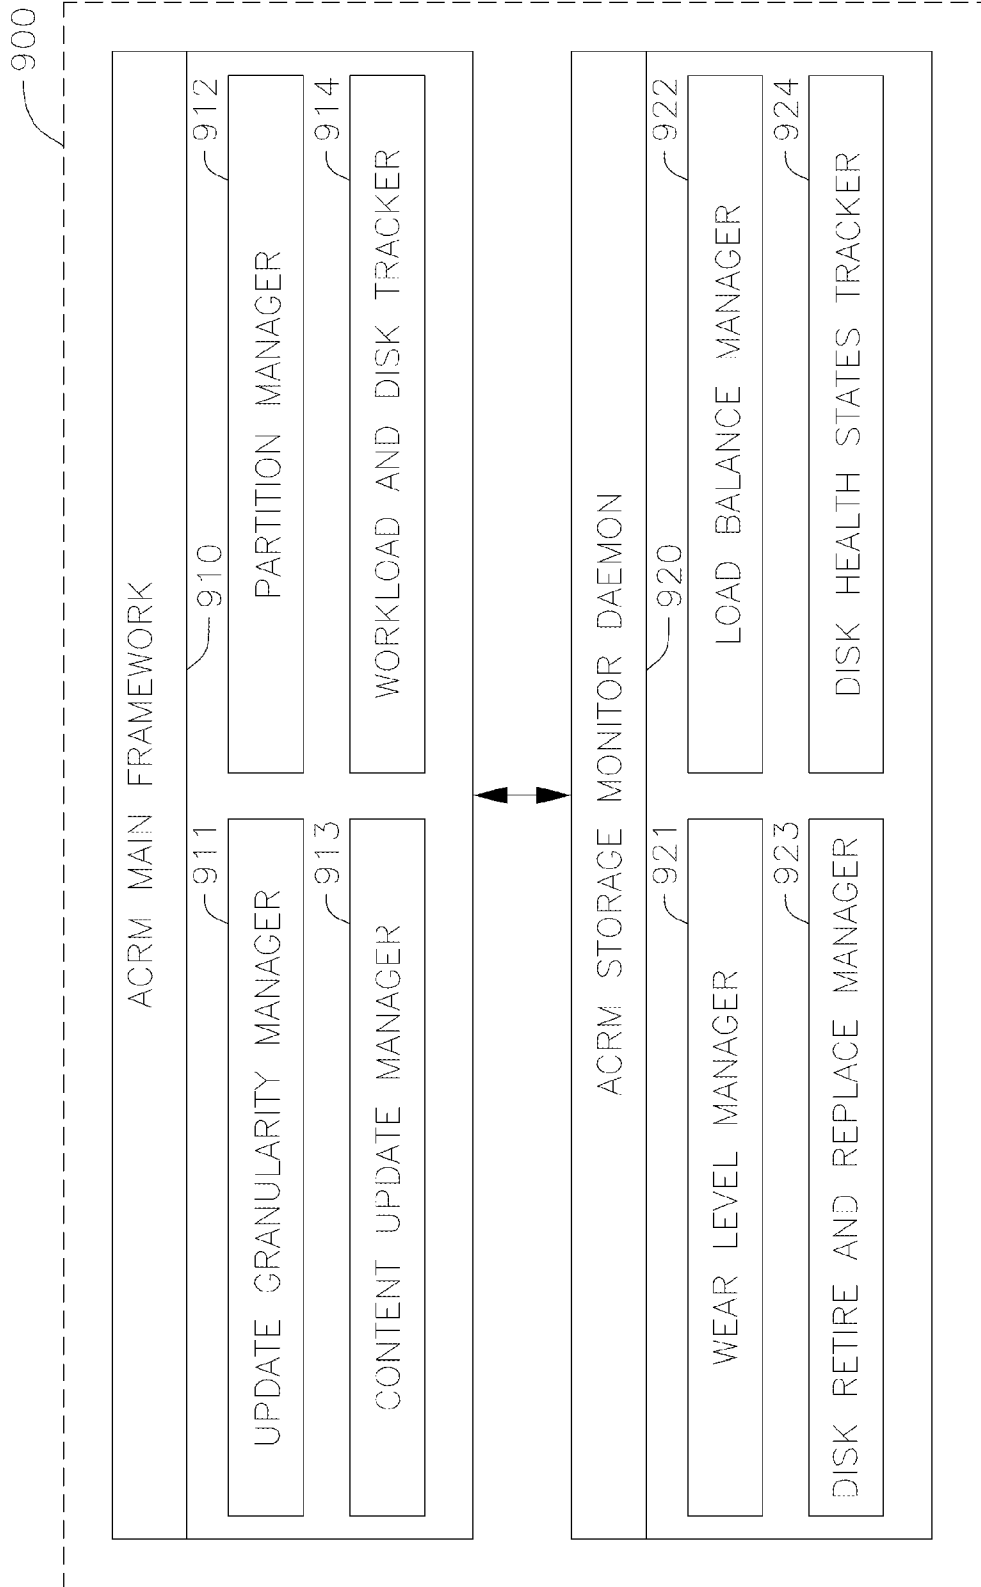 900
ACRM MAIN FRAMEWORK
910
911
UPDATE GRANULARITY MANAGER
912
PARTITION MANAGER
913
CONTENT UPDATE MANAGER
914
WORKLOAD AND DISK TRACKER
ACRM STORAGE MONITOR DAEMON
920
921
WEAR LEVEL MANAGER
922
LOAD BALANCE MANAGER
923
DISK RETIRE AND REPLACE MANAGER
924
DISK HEALTH STATES TRACKER